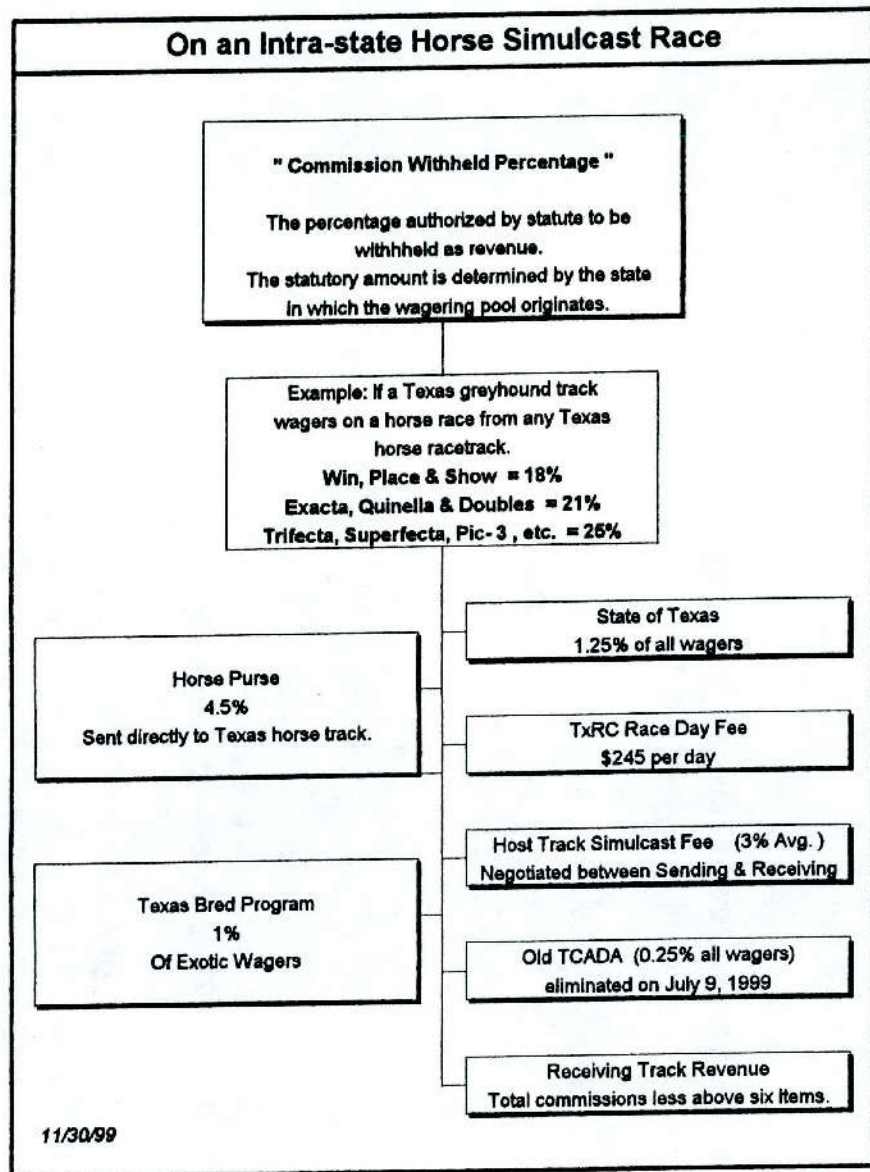 On an Intra-state Horse Simulcast Race
" Commission Withheld Percentage "
The percentage authorized by statute to be
withhheld as revenue.
The statutory amount is determined by the state
in which the wagering pool originates.
Example: If a Texas greyhound track
wagers on a horse race from any Texas
horse racetrack.
Win, Place & Show = 18%
Exacta, Quinella & Doubles = 21%
Trifecta, Superfecta, Pic- 3 , etc. = 25%
State of Texas
1.25% of all wagers
Horse Purse
4.5%
Sent directly to Texas horse track.
TxRC Race Day Fee
$245 per day
Host Track Simulcast Fee (3% Avg. )
Negotiated between Sending & Receiving
Texas Bred Program
1%
Of Exotic Wagers
Old TCADA (0.25% all wagers)
eliminated on July 9, 1999
Receiving Track Revenue
Total commissions less above six items.
11/30/99